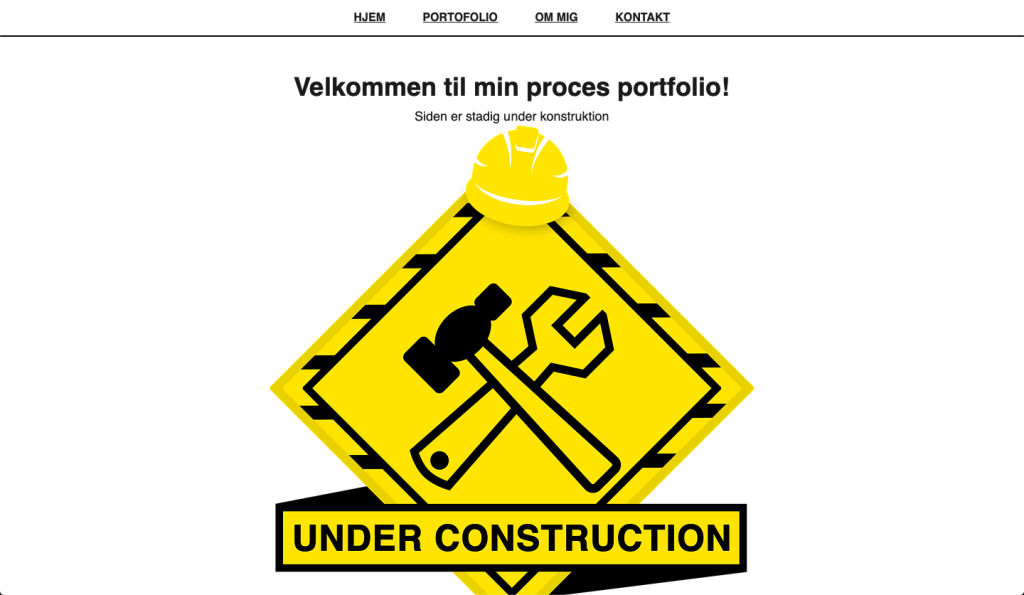 HJEM PORTOFOLIO OM MIG KONTAKT
Velkommen til min proces portfolio!
Siden er stadig under konstruktion
UNDER CONSTRUCTION